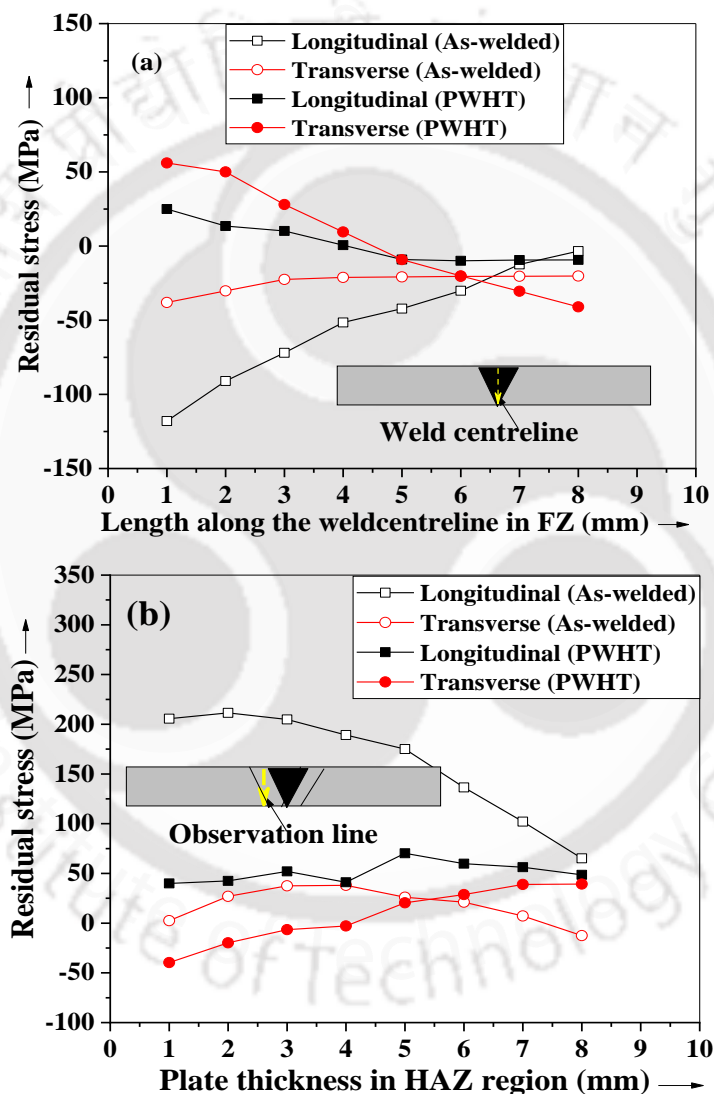 150
100
50
0
-50
-100
-150
Residual stress (MPa)
(a)
Longitudinal (As-welded)
Transverse (As-welded)
Longitudinal (PWHT)
Transverse (PWHT)
Weld centreline
0 1 2 3 4 5 6 7 8 9 10
Length along the weldcentreline in FZ (mm)
350
300
250
200
150
100
50
0
-50
-100
Residual stress (MPa)
(b)
Longitudinal (As-welded)
Transverse (As-welded)
Longitudinal (PWHT)
Transverse (PWHT)
Observation line
0 1 2 3 4 5 6 7 8 9 10
Plate thickness in HAZ region (mm)
institute of Technology